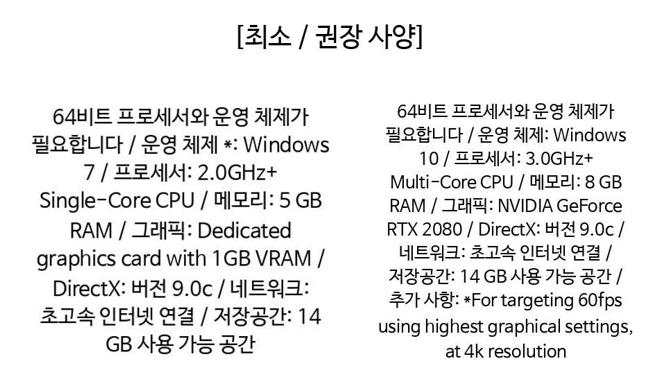 [최소 / 권장 사양]
64비트 프로세서와 운영 체제가
필요합니다 / 운영 체제 *: Windows
7 / 프로세서: 2.0GHz+
Single-Core CPU / 메모리: 5 GB
RAM / 그래픽: Dedicated
graphics card with 1GB VRAM /
DirectX: 버전 9.0c / 네트워크:
초고속 인터넷 연결 / 저장공간: 14
GB 사용 가능 공간
64비트 프로세서와 운영 체제가
필요합니다 / 운영 체제: Windows
10 / 프로세서: 3.0GHz+
Multi-Core CPU / 메모리: 8 GB
RAM / 그래픽: NVIDIA GeForce
RTX 2080 / DirectX: 버전 9.0c /
네트워크: 초고속 인터넷 연결 /
저장공간: 14 GB 사용 가능 공간 /
추가 사항: *For targeting 60fps
using highest graphical settings,
at 4k resolution